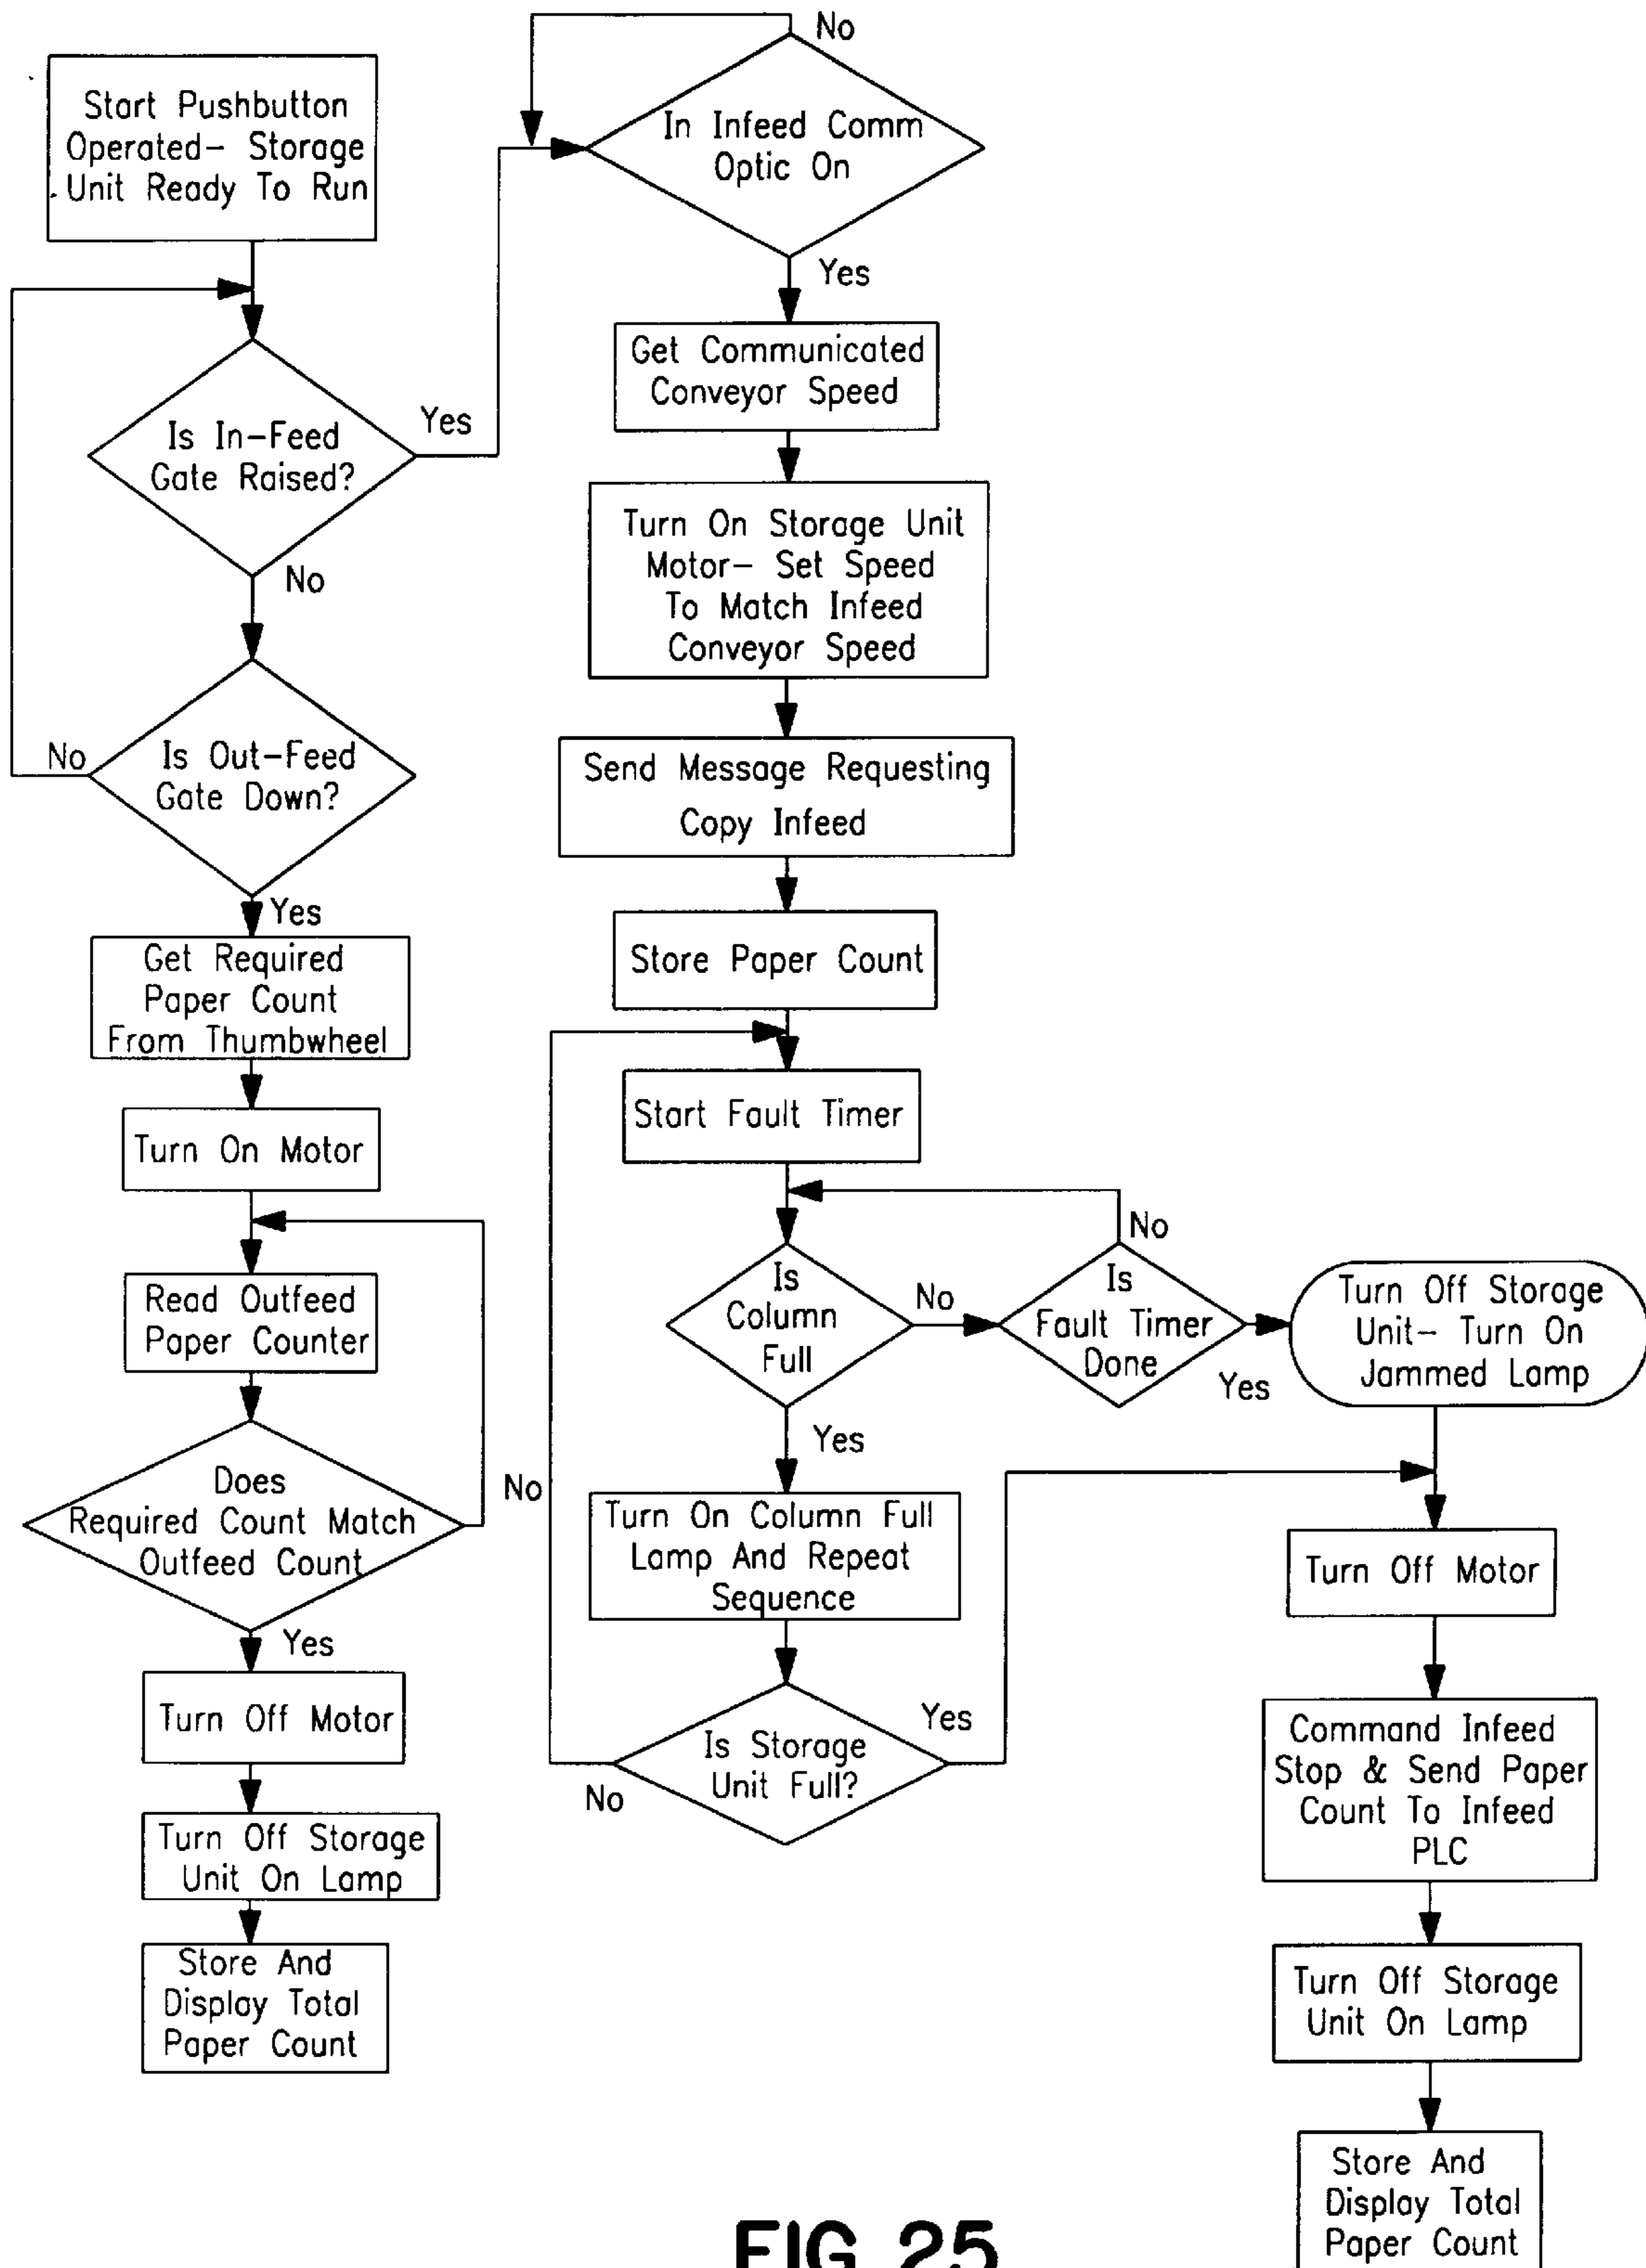 Start Pushbutton
Operated- Storage
Unit Ready To Run
Is In-Feed
Gate Raised?
Yes
No
Is Out-Feed
Gate Down?
No
Yes
Get Required
Paper Count
From Thumbwheel
Turn On Motor
Read Outfeed
Paper Counter
Does
Required Count Match
Outfeed Count
No
Yes
Turn Off Motor
Turn Off Storage
Unit On Lamp
Store And
Display Total
Paper Count
No
In Infeed Comm
Optic On
Yes
Get Communicated
Conveyor Speed
Turn On Storage Unit
Motor- Set Speed
To Match Infeed
Conveyor Speed
Send Message Requesting
Copy Infeed
Store Paper Count
Start Fault Timer
Is
Column
Full
No
Yes
Is
Fault Timer
Done
No
Yes
Turn Off Storage
Unit- Turn On
Jammed Lamp
Turn On Column Full
Lamp And Repeat
Sequence
Is Storage
Unit Full?
No
Yes
Turn Off Motor
Command Infeed
Stop & Send Paper
Count To Infeed
PLC
Turn Off Storage
Unit On Lamp
Store And
Display Total
Paper Count
FIG 25